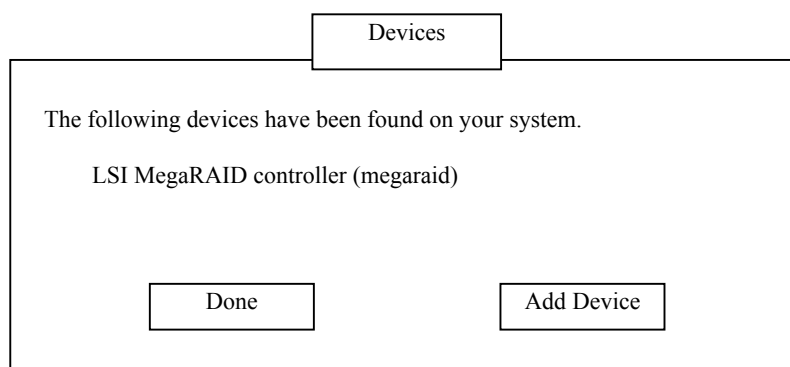 Devices
The following devices have been found on your system.
LSI MegaRAID controller (megaraid)
Done
Add Device